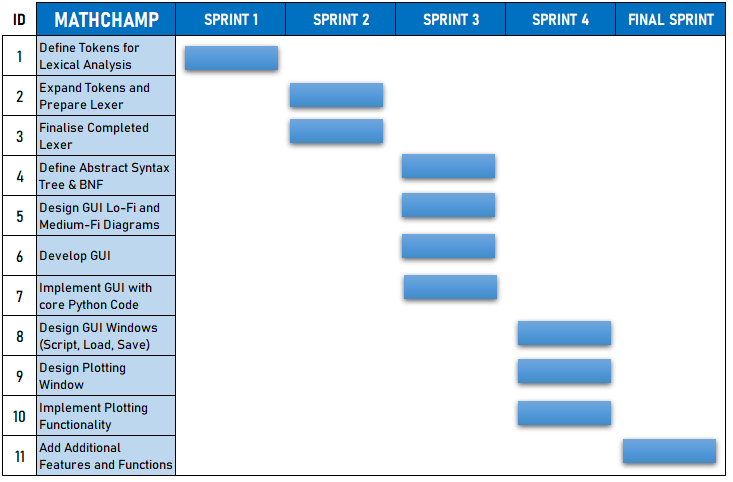 ID MATHCHAMP SPRINT 1 SPRINT 2 SPRINT 3 SPRINT 4 FINAL SPRINT
1 Define Tokens for
Lexical Analysis
2 Expand Tokens and
Prepare Lexer
3 Finalise Completed
Lexer
4 Define Abstract Syntax
Tree & BNF
5 Design GUI Lo-Fi and
Medium-Fi Diagrams
6 Develop GUI
7 Implement GUI with
core Python Code
8 Design GUI Windows
(Script, Load, Save)
9 Design Plotting
Window
10 Implement Plotting
Functionality
11 Add Additional
Features and Functions